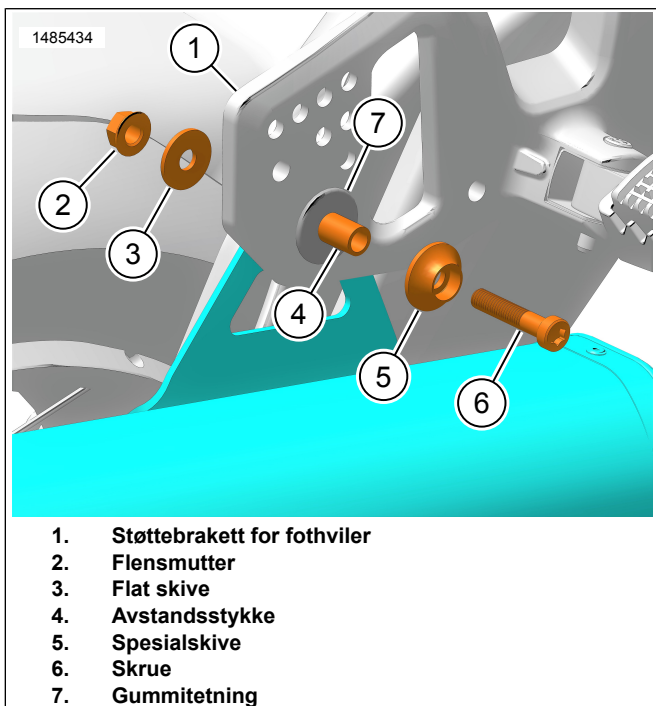 1485434
1
7
2
3
4
5
6
1. Støttebrakett for fothviler
2. Flensmutter
3. Flat skive
4. Avstandsstykke
5. Spesialskive
6. Skrue
7. Gummitetning